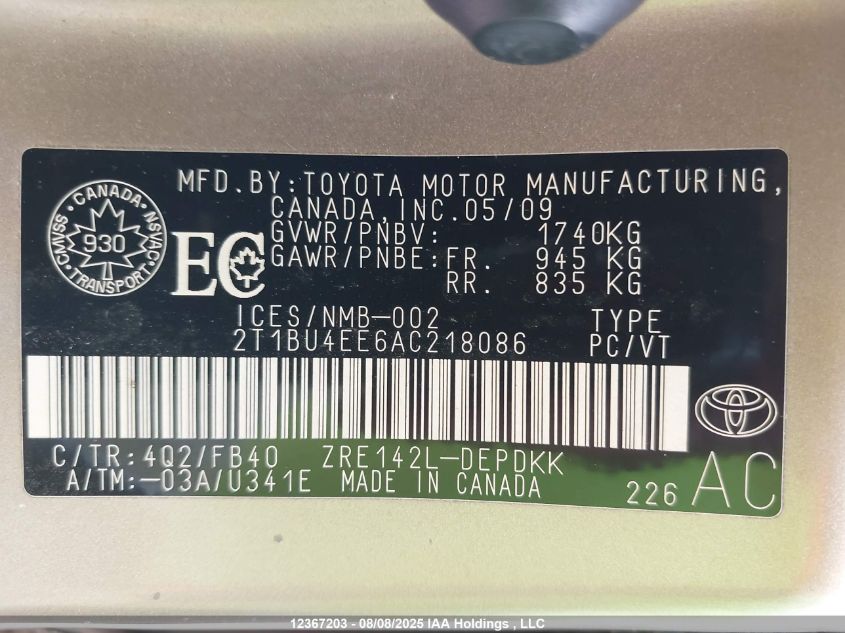 MFD.BY:TOYOTA MOTOR MANUFACTURING,
CANADA,INC.05/09
GVWR/PNBV: 1740KG
GAWR/PNBE:FR. 945 KG
RR. 835 KG
CANADA
CMVSS 930 NSVAC
TRANSPORT
EC
ICES/NMB-002 TYPE
2T1BU4EE6AC218086 PC/VT
C/TR:4Q2/FB40 ZRE142L-DEPDKK
A/TM:-03A/U341E MADE IN CANADA 226 AC
12367203 - 08/08/2025 IAA Holdings , LLC